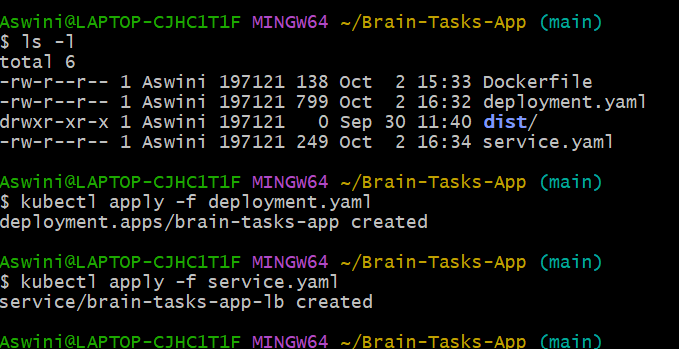 Aswini@LAPTOP-CJHC1T1F MINGW64 ~/Brain-Tasks-App (main)
$ ls -l
total 6
-rw-r--r-- 1 Aswini 197121 138 Oct  2 15:33 Dockerfile
-rw-r--r-- 1 Aswini 197121 799 Oct  2 16:32 deployment.yaml
drwxr-xr-x 1 Aswini 197121   0 Sep 30 11:40 dist/
-rw-r--r-- 1 Aswini 197121 249 Oct  2 16:34 service.yaml
Aswini@LAPTOP-CJHC1T1F MINGW64 ~/Brain-Tasks-App (main)
$ kubectl apply -f deployment.yaml
deployment.apps/brain-tasks-app created
Aswini@LAPTOP-CJHC1T1F MINGW64 ~/Brain-Tasks-App (main)
$ kubectl apply -f service.yaml
service/brain-tasks-app-lb created
Aswini@LAPTOP-CJHC1T1F MINGW64 ~/Brain-Tasks-App (main)